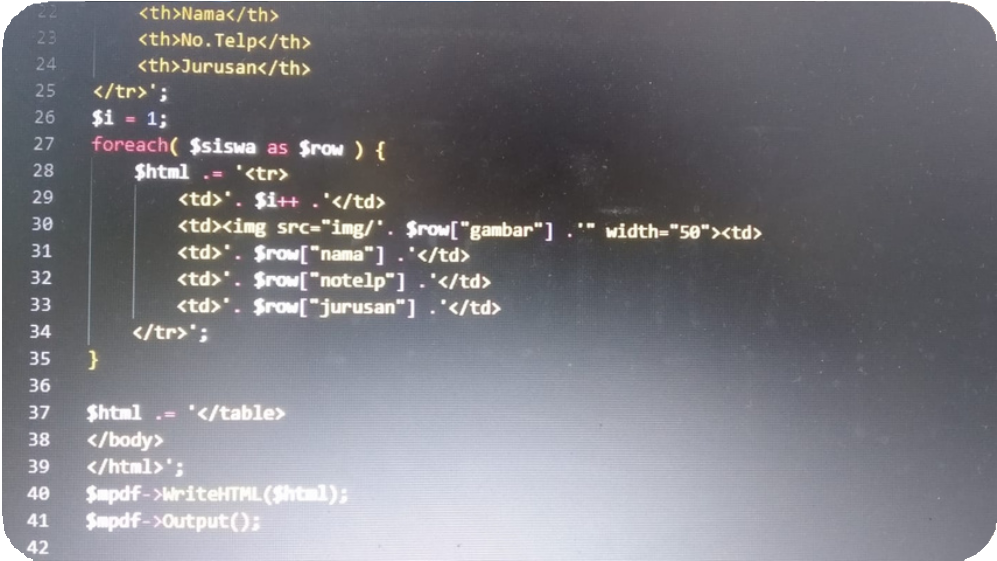 22 <th>Nama</th>
23 <th>No.Telp</th>
24 <th>Jurusan</th>
25 </tr>';
26 $i = 1;
27 foreach( $siswa as $row ) {
28 $html .= '<tr>
29 <td>'. $i++ .'</td>
30 <td><img src="img/'. $row["gambar"] .'" width="50"><td>
31 <td>'. $row["nama"] .'</td>
32 <td>'. $row["notelp"] .'</td>
33 <td>'. $row["jurusan"] .'</td>
34 </tr>';
35 }
36
37 $html .= '</table>
38 </body>
39 </html>';
40 $mpdf->WriteHTML($html);
41 $mpdf->Output();
42